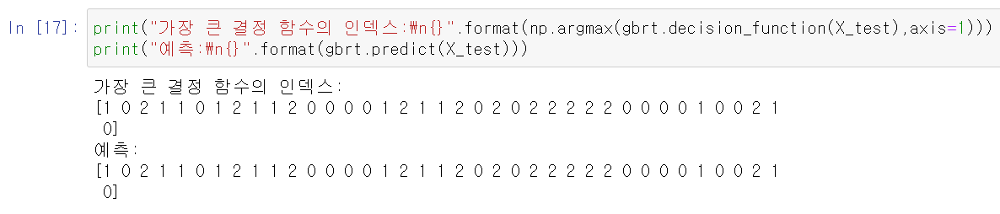 In [17]: print("가장 큰 결정 함수의 인덱스:₩n{}".format(np.argmax(gbrt.decision_function(X_test),axis=1)))
print("예측:₩n{}".format(gbrt.predict(X_test)))
가장 큰 결정 함수의 인덱스:
[1 0 2 1 1 0 1 2 1 1 2 0 0 0 0 1 2 1 1 2 0 2 0 2 2 2 2 2 0 0 0 0 1 0 0 2 1
0]
예측:
[1 0 2 1 1 0 1 2 1 1 2 0 0 0 0 1 2 1 1 2 0 2 0 2 2 2 2 2 0 0 0 0 1 0 0 2 1
0]